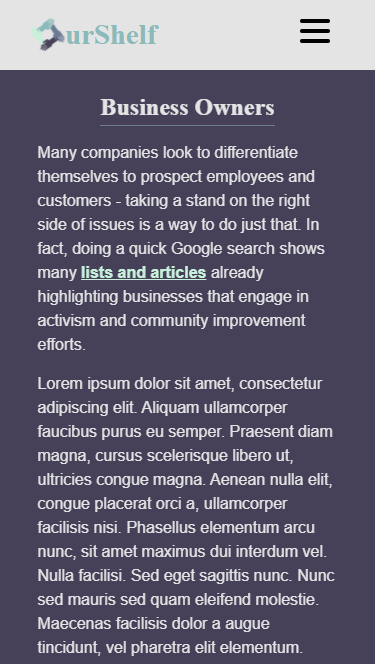 urShelf
Business Owners
Many companies look to differentiate
themselves to prospect employees and
customers - taking a stand on the right
side of issues is a way to do just that. In
fact, doing a quick Google search shows
many lists and articles already
highlighting businesses that engage in
activism and community improvement
efforts.
Lorem ipsum dolor sit amet, consectetur
adipiscing elit. Aliquam ullamcorper
faucibus purus eu semper. Praesent diam
magna, cursus scelerisque libero ut,
ultricies congue magna. Aenean nulla elit,
congue placerat orci a, ullamcorper
facilisis nisi. Phasellus elementum arcu
nunc, sit amet maximus dui interdum vel.
Nulla facilisi. Sed eget sagittis nunc. Nunc
sed mauris sed quam eleifend molestie.
Maecenas facilisis dolor a augue
tincidunt, vel pharetra elit elementum.